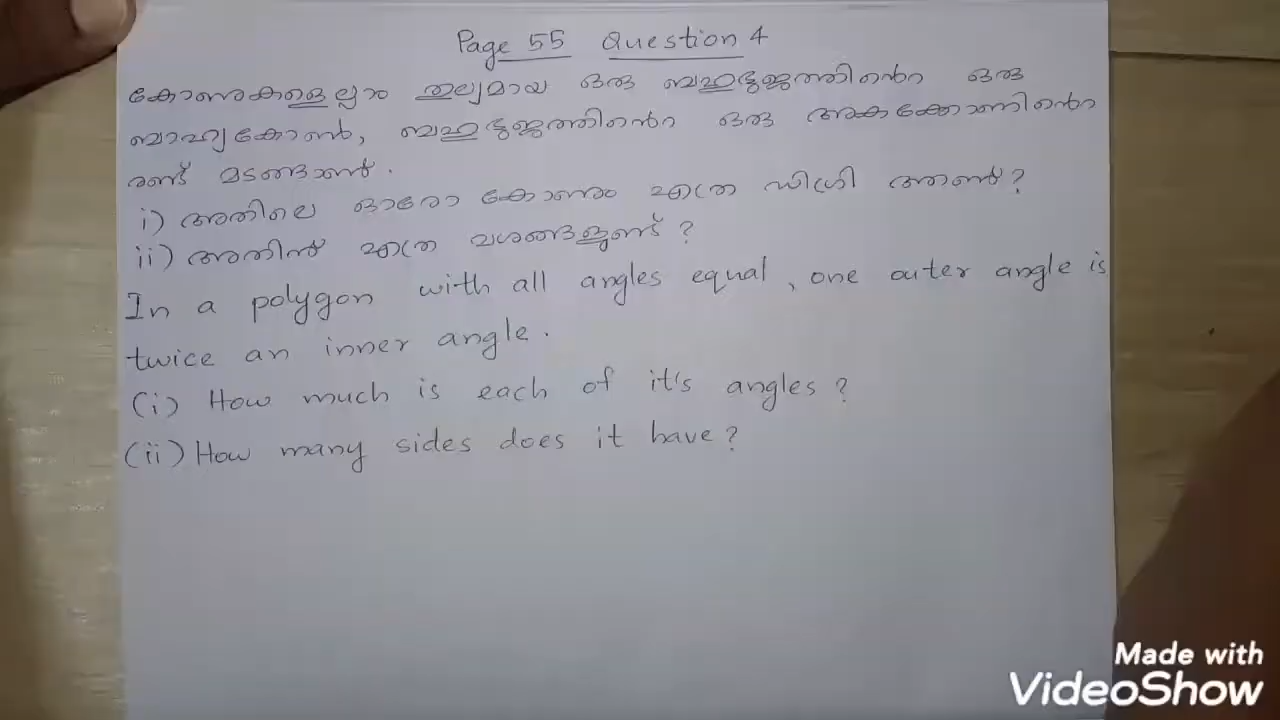 Page 55 Question 4
കോണുകളെല്ലാം തുല്യമായ ഒരു ബഹുഭുജത്തിന്റെ ഒരു
ബാഹ്യകോൺ, ബഹുഭുജത്തിന്റെ ഒരു അകക്കോണിന്റെ
രണ്ട് മടങ്ങാണ്.
i) അതിലെ ഓരോ കോണും എത്ര ഡിഗ്രി ആണ്?
ii) അതിന് എത്ര വശങ്ങളുണ്ട്?
In a polygon with all angles equal, one outer angle is
twice an inner angle.
(i) How much is each of it's angles?
(ii) How many sides does it have?
Made with
VideoShow